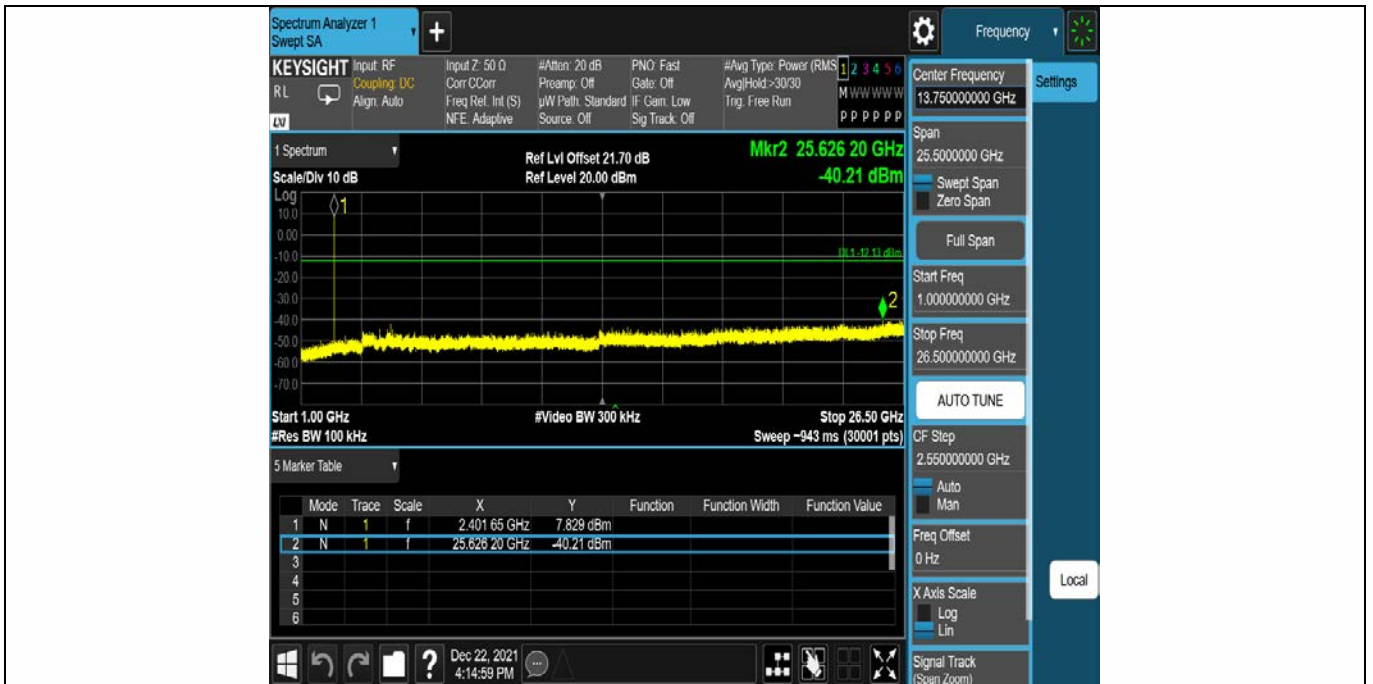 Spectrum Analyzer 1
Swept SA
+
Frequency
KEYSIGHT
RL
LV
Input: RF
Coupling: DC
Align: Auto
Input Z: 50 Ω
Corr CCorr
Freq Ref: Int (S)
NFE: Adaptive
#Atten: 20 dB
Preamp: Off
µW Path: Standard
Source: Off
PNO: Fast
Gate: Off
IF Gain: Low
Sig Track: Off
#Avg Type: Power (RMS
Avg|Hold:>30/30
Trig: Free Run
1 2 3 4 5 6
M W W W W W
P P P P P P
1 Spectrum
Scale/Div 10 dB
Ref Lvl Offset 21.70 dB
Ref Level 20.00 dBm
Mkr2 25.626 20 GHz
-40.21 dBm
Log
10.0
0.00
-10.0
-20.0
-30.0
-40.0
-50.0
-60.0
-70.0
1
DL1 -12.13 dBm
2
Start 1.00 GHz
#Res BW 100 kHz
#Video BW 300 kHz
Stop 26.50 GHz
Sweep ~943 ms (30001 pts)
5 Marker Table
Mode Trace Scale X Y Function Function Width Function Value
1 N 1 f 2.401 65 GHz 7.829 dBm
2 N 1 f 25.626 20 GHz -40.21 dBm
3
4
5
6
?
Dec 22, 2021
4:14:59 PM
Center Frequency
13.750000000 GHz
Span
25.5000000 GHz
Swept Span
Zero Span
Full Span
Start Freq
1.000000000 GHz
Stop Freq
26.500000000 GHz
AUTO TUNE
CF Step
2.550000000 GHz
Auto
Man
Freq Offset
0 Hz
X Axis Scale
Log
Lin
Signal Track
(Span Zoom)
Settings
Local